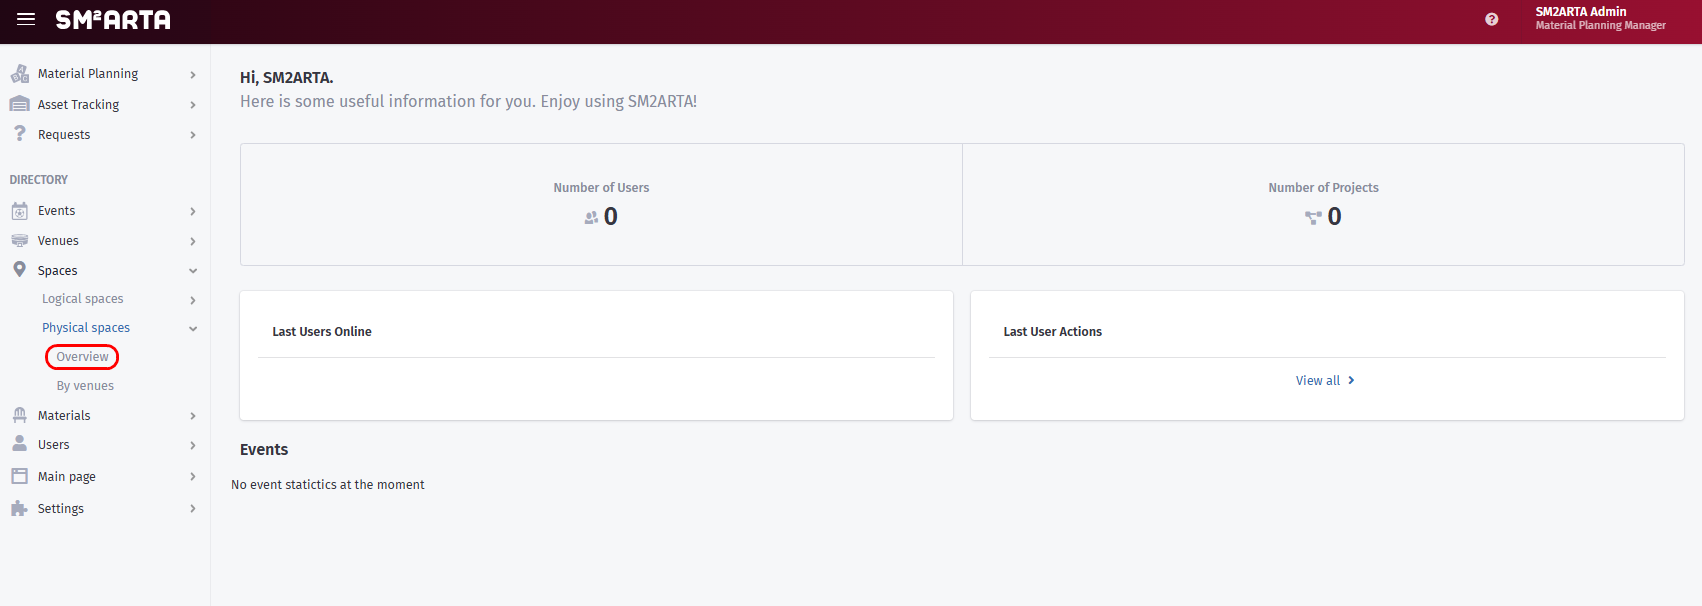 SM2ARTA
SM2ARTA Admin
Material Planning Manager
Material Planning
Asset Tracking
Requests
DIRECTORY
Events
Venues
Spaces
Logical spaces
Physical spaces
Overview
By venues
Materials
Users
Main page
Settings
Hi, SM2ARTA.
Here is some useful information for you. Enjoy using SM2ARTA!
Number of Users
0
Number of Projects
0
Last Users Online
Last User Actions
View all
Events
No event statictics at the moment